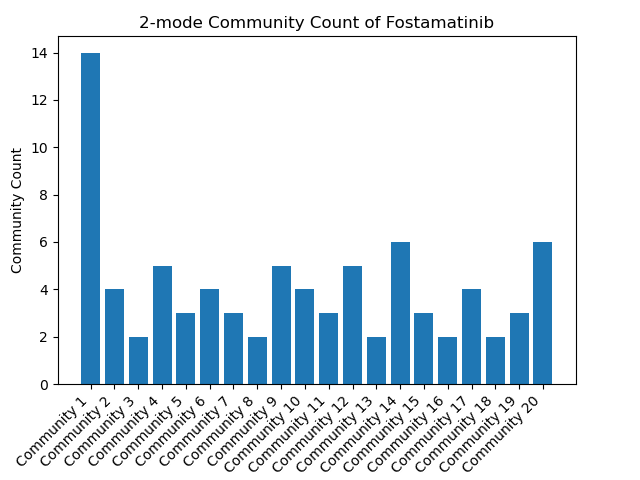 2-mode Community Count of Fostamatinib
Community Count
14
12
10
8
6
4
2
0
Community 1
Community 2
Community 3
Community 4
Community 5
Community 6
Community 7
Community 8
Community 9
Community 10
Community 11
Community 12
Community 13
Community 14
Community 15
Community 16
Community 17
Community 18
Community 19
Community 20